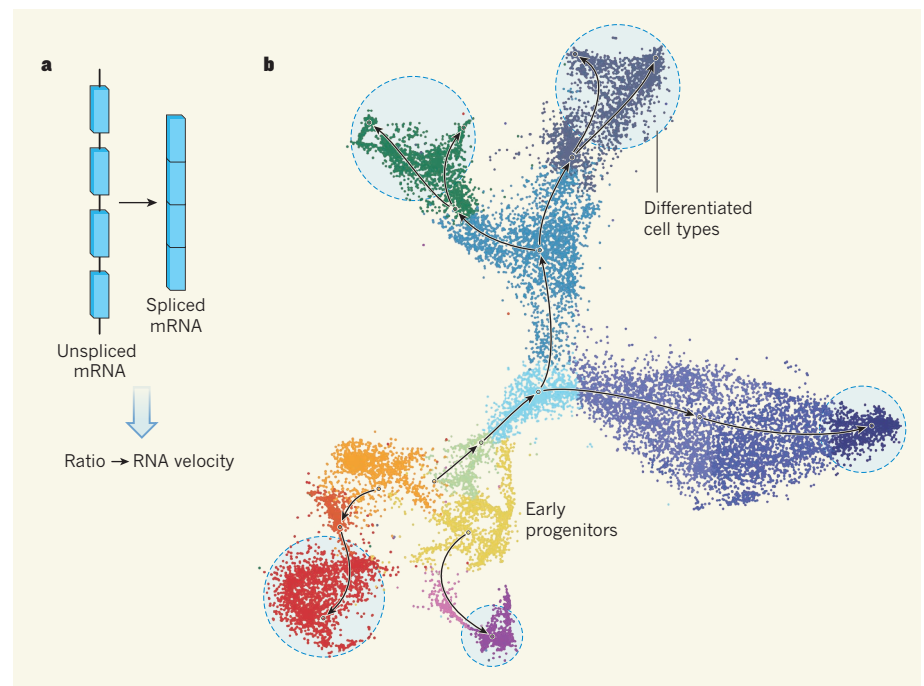 a
Unspliced
mRNA
Spliced
mRNA
Ratio → RNA velocity
b
Differentiated
cell types
Early
progenitors